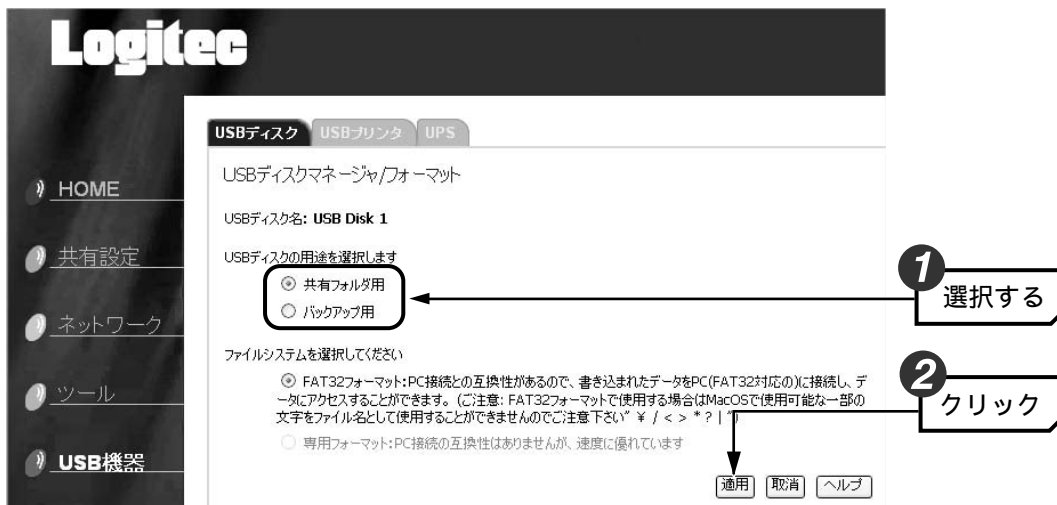 Logitec
USBディスク USBプリンタ UPS
USBディスクマネージャ/フォーマット
HOME
USBディスク名: USB Disk 1
共有設定
USBディスクの用途を選択します
共有フォルダ用
バックアップ用
1
選択する
ネットワーク
ファイルシステムを選択してください
FAT32フォーマット:PC接続との互換性があるので、書き込まれたデータをPC(FAT32対応の)に接続し、デ
ータにアクセスすることができます。(ご注意: FAT32フォーマットで使用する場合はMacOSで使用可能な一部の
文字をファイル名として使用することができませんのでご注意下さい" ¥ / < > * ? | ")
2
クリック
ツール
専用フォーマット:PC接続の互換性はありませんが、速度に優れています
USB機器
適用 取消 ヘルプ